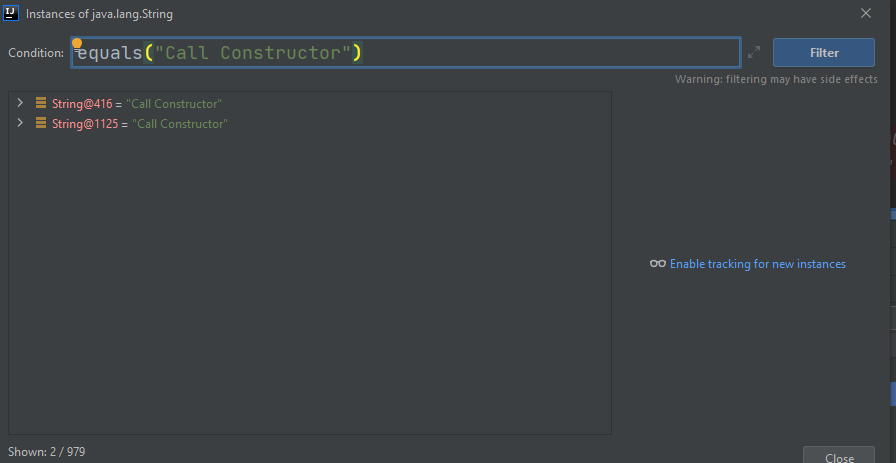 IJ Instances of java.lang.String
Condition: equals("Call Constructor") Filter
Warning: filtering may have side effects
String@416 = "Call Constructor"
String@1125 = "Call Constructor"
Enable tracking for new instances
Shown: 2 / 979
Close